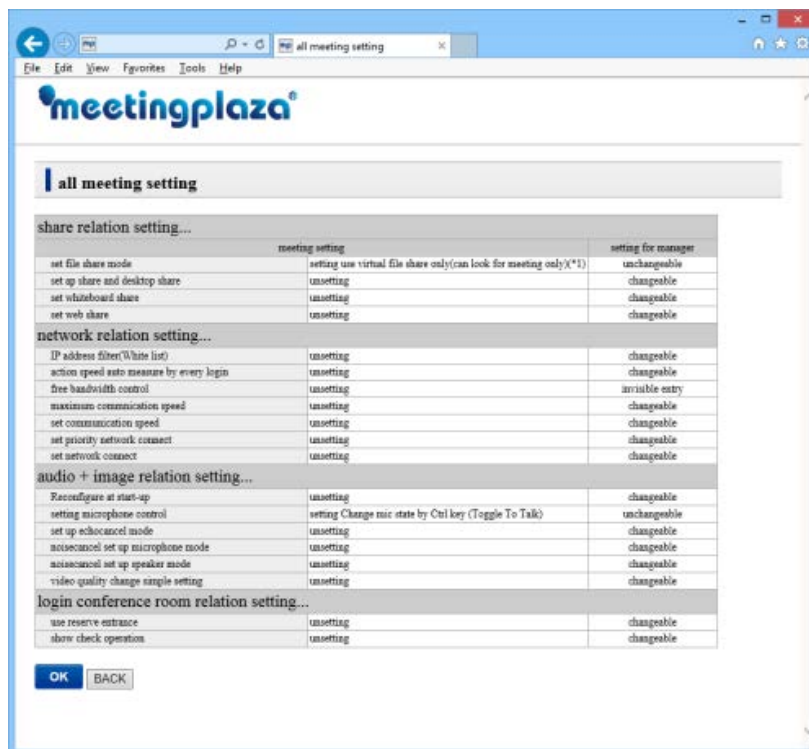 all meeting setting
File Edit View Favorites Tools Help
meetingplaza®
all meeting setting
share relation setting...
meeting setting setting for manager
set file share mode setting use virtual file share only(can look for meeting only)(*1) unchangeable
set ap share and desktop share unsetting changeable
set whiteboard share unsetting changeable
set web share unsetting changeable
network relation setting...
IP address filter(White list) unsetting changeable
action speed auto measure by every login unsetting changeable
free bandwidth control unsetting invisible entry
maximum commnication speed unsetting changeable
set communication speed unsetting changeable
set priority network connect unsetting changeable
set network connect unsetting changeable
audio + image relation setting...
Reconfigure at start-up unsetting changeable
setting microphone control setting Change mic state by Ctrl key (Toggle To Talk) unchangeable
set up echocancel mode unsetting changeable
noisecancel set up microphone mode unsetting changeable
noisecancel set up speaker mode unsetting changeable
video quality change simple setting unsetting changeable
login conference room relation setting...
use reserve entrance unsetting changeable
show check operation unsetting changeable
OK BACK